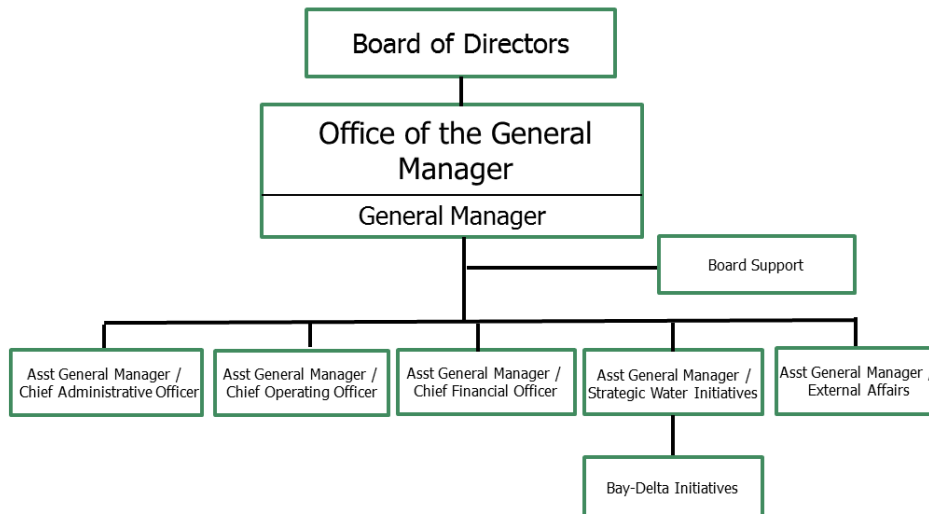 Board of Directors
Office of the General
Manager
General Manager
Board Support
Asst General Manager /
Chief Administrative Officer
Asst General Manager /
Chief Operating Officer
Asst General Manager /
Chief Financial Officer
Asst General Manager /
Strategic Water Initiatives
Asst General Manager /
External Affairs
Bay-Delta Initiatives